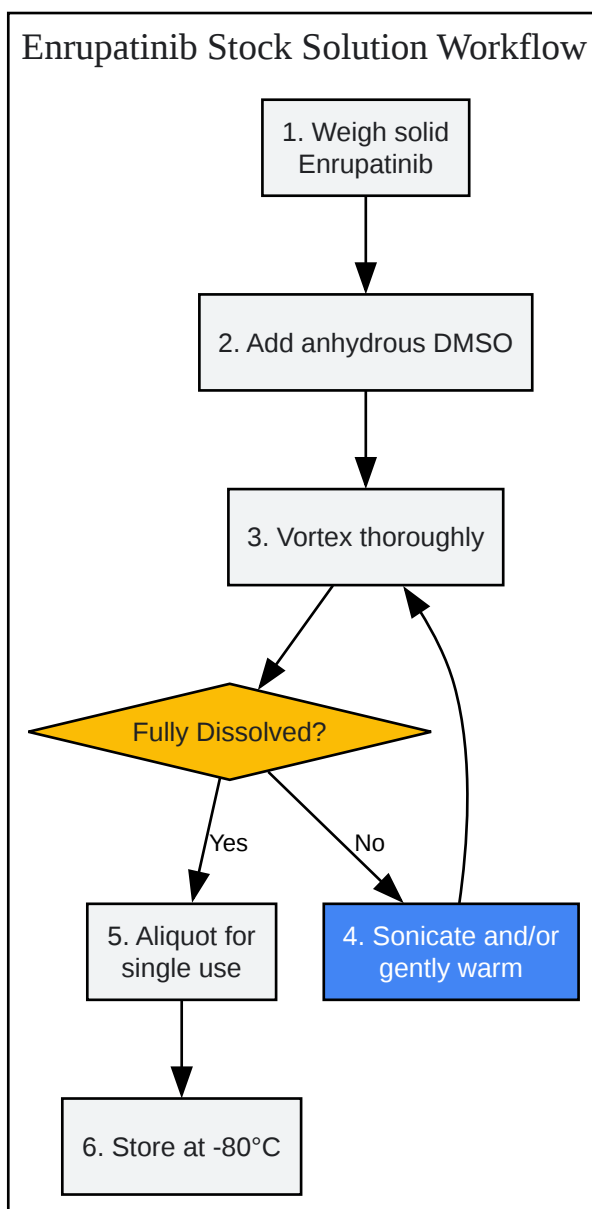 Enrupatinib Stock Solution Workflow
1. Weigh solid
Enrupatinib
2. Add anhydrous DMSO
3. Vortex thoroughly
Fully Dissolved?
Yes
No
5. Aliquot for
single use
4. Sonicate and/or
gently warm
6. Store at -80°C